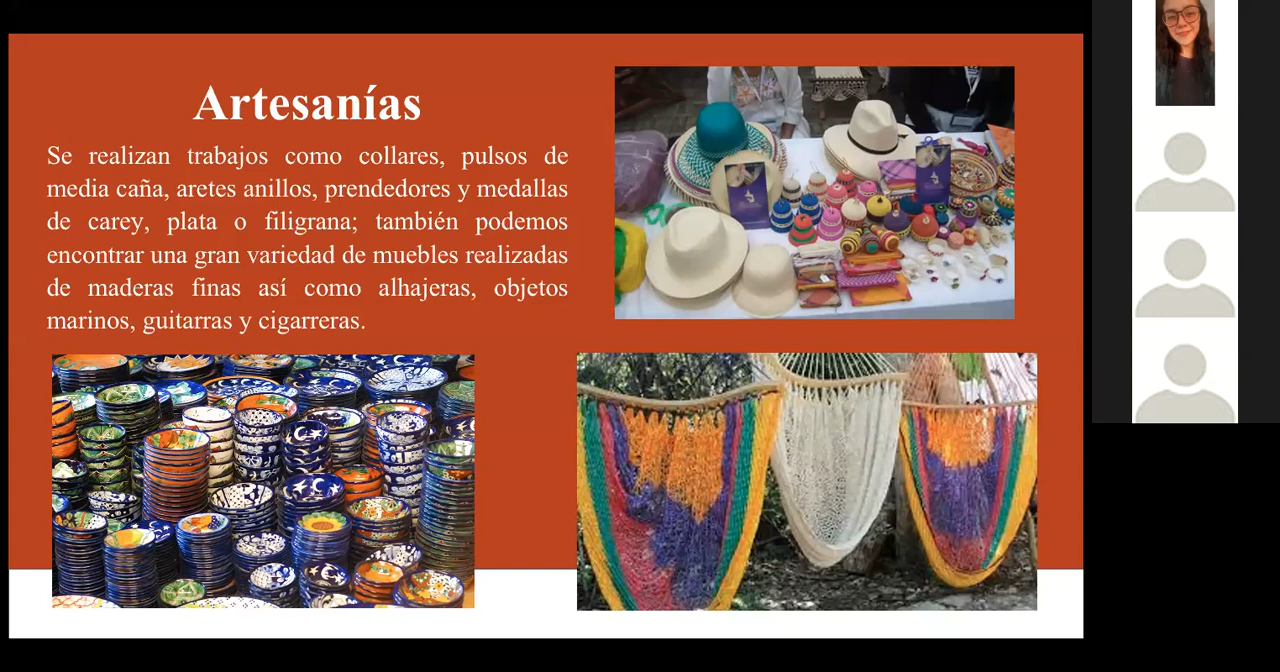 Artesanías
Se realizan trabajos como collares, pulsos de
media caña, aretes anillos, prendedores y medallas
de carey, plata o filigrana; también podemos
encontrar una gran variedad de muebles realizadas
de maderas finas así como alhajeras, objetos
marinos, guitarras y cigarreras.